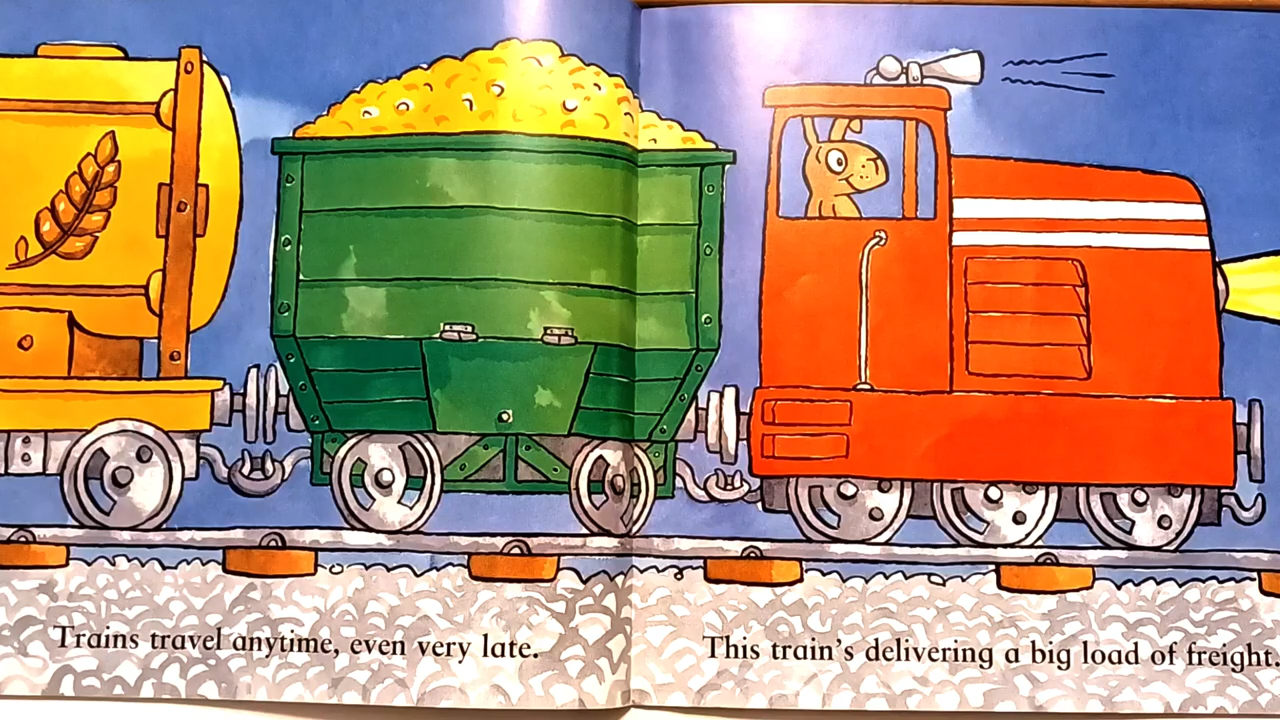 Trains travel anytime, even very late.
This train's delivering a big load of freight.